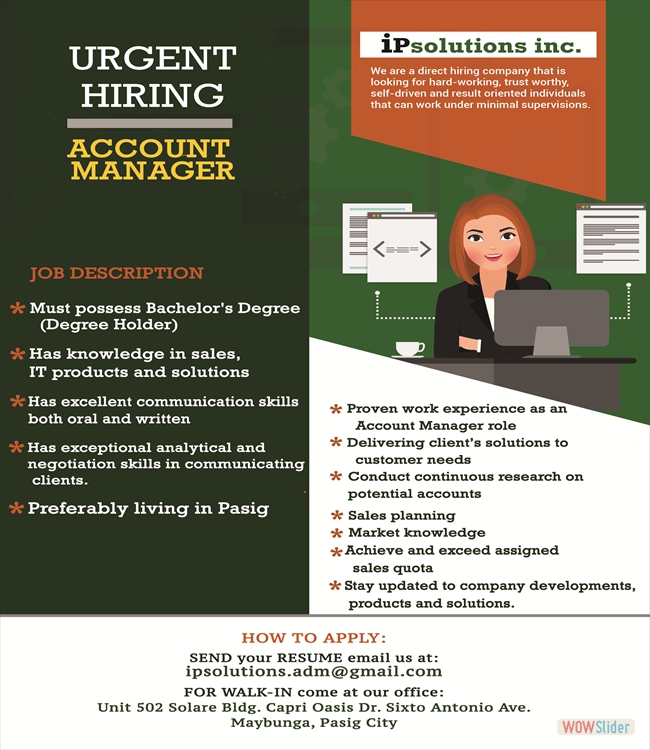 URGENT
HIRING
ACCOUNT
MANAGER
JOB DESCRIPTION
* Must possess Bachelor's Degree
(Degree Holder)
* Has knowledge in sales,
IT products and solutions
* Has excellent communication skills
both oral and written
* Has exceptional analytical and
negotiation skills in communicating
clients.
* Preferably living in Pasig
iPsolutions inc.
We are a direct hiring company that is
looking for hard-working, trust worthy,
self-driven and result oriented individuals
that can work under minimal supervisions.
* Proven work experience as an
Account Manager role
* Delivering client's solutions to
customer needs
* Conduct continuous research on
potential accounts
* Sales planning
* Market knowledge
* Achieve and exceed assigned
sales quota
* Stay updated to company developments,
products and solutions.
HOW TO APPLY:
SEND your RESUME email us at:
ipsolutions.adm@gmail.com
FOR WALK-IN come at our office:
Unit 502 Solare Bldg. Capri Oasis Dr. Sixto Antonio Ave.
Maybunga, Pasig City
WOWSlider